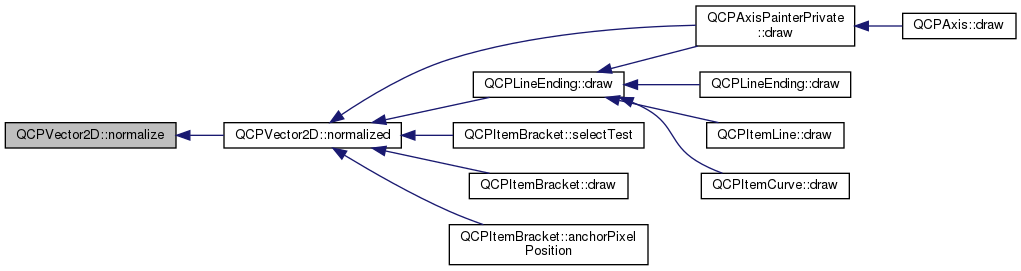 QCPVector2D::normalize
QCPVector2D::normalized
QCPAxisPainterPrivate
::draw
QCPAxis::draw
QCPLineEnding::draw
QCPLineEnding::draw
QCPItemLine::draw
QCPItemCurve::draw
QCPItemBracket::selectTest
QCPItemBracket::draw
QCPItemBracket::anchorPixel
Position